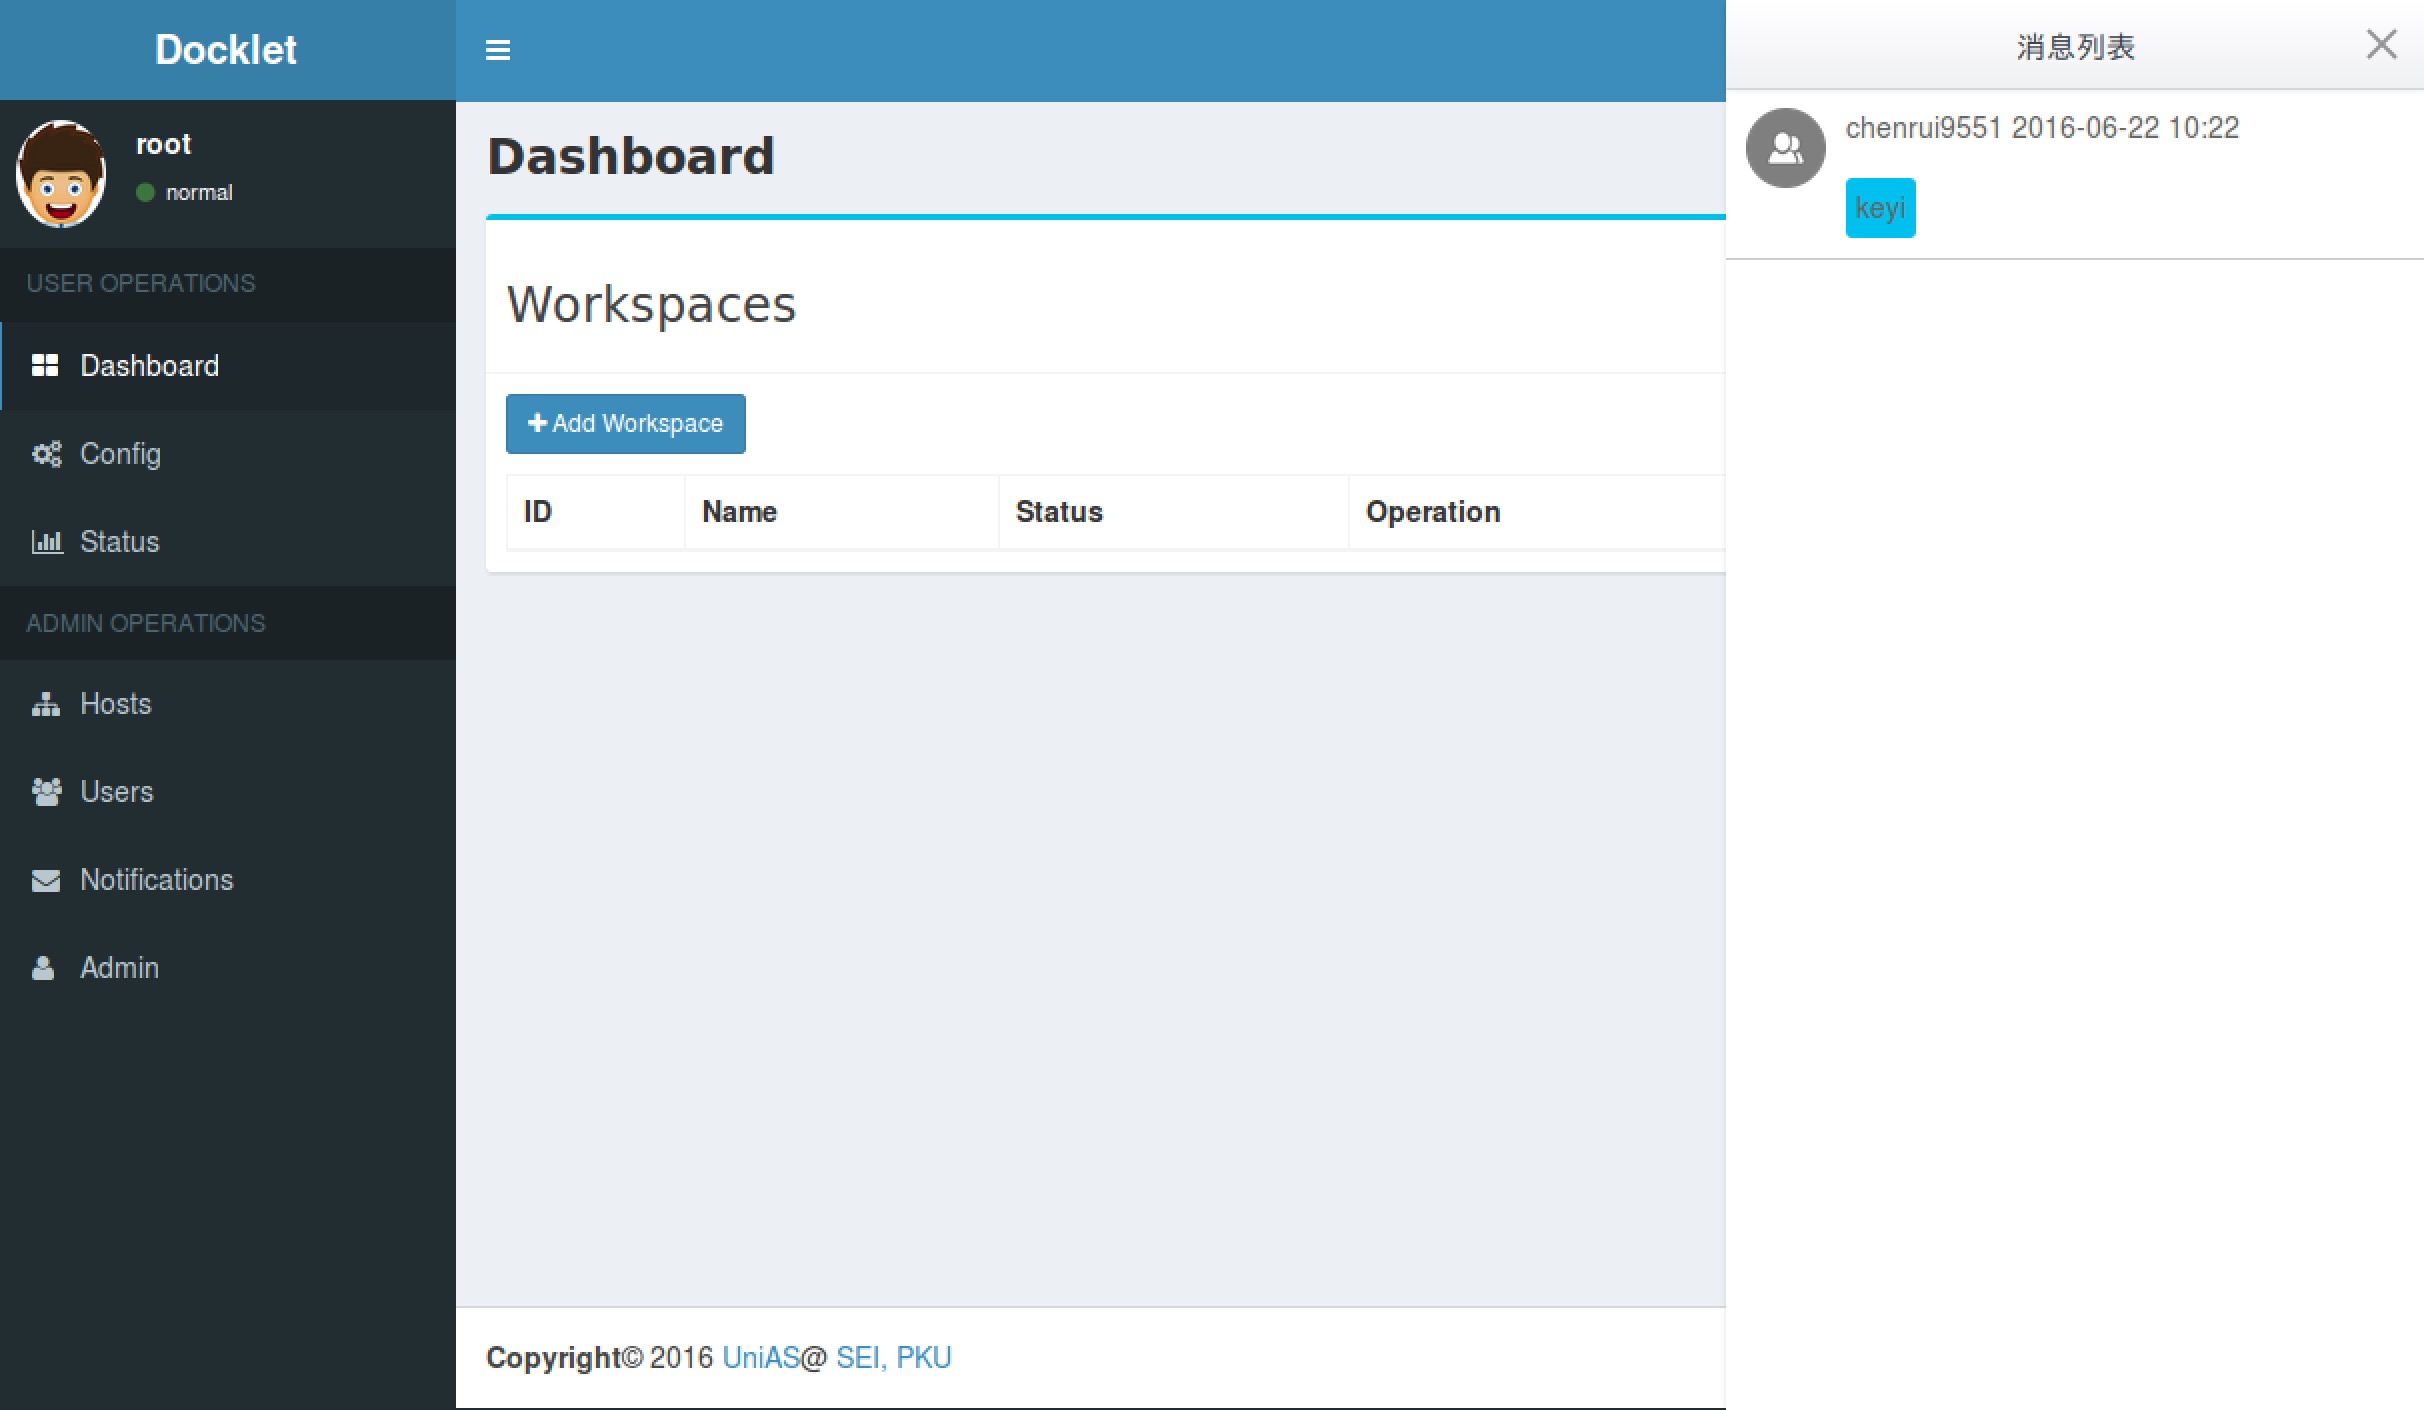 Docklet
root
normal
USER OPERATIONS
Dashboard
Config
Status
ADMIN OPERATIONS
Hosts
Users
Notifications
Admin
Dashboard
Workspaces
Add Workspace
ID Name Status Operation
Copyright© 2016 UniAS@ SEI, PKU
消息列表
chenrui9551 2016-06-22 10:22
keyi